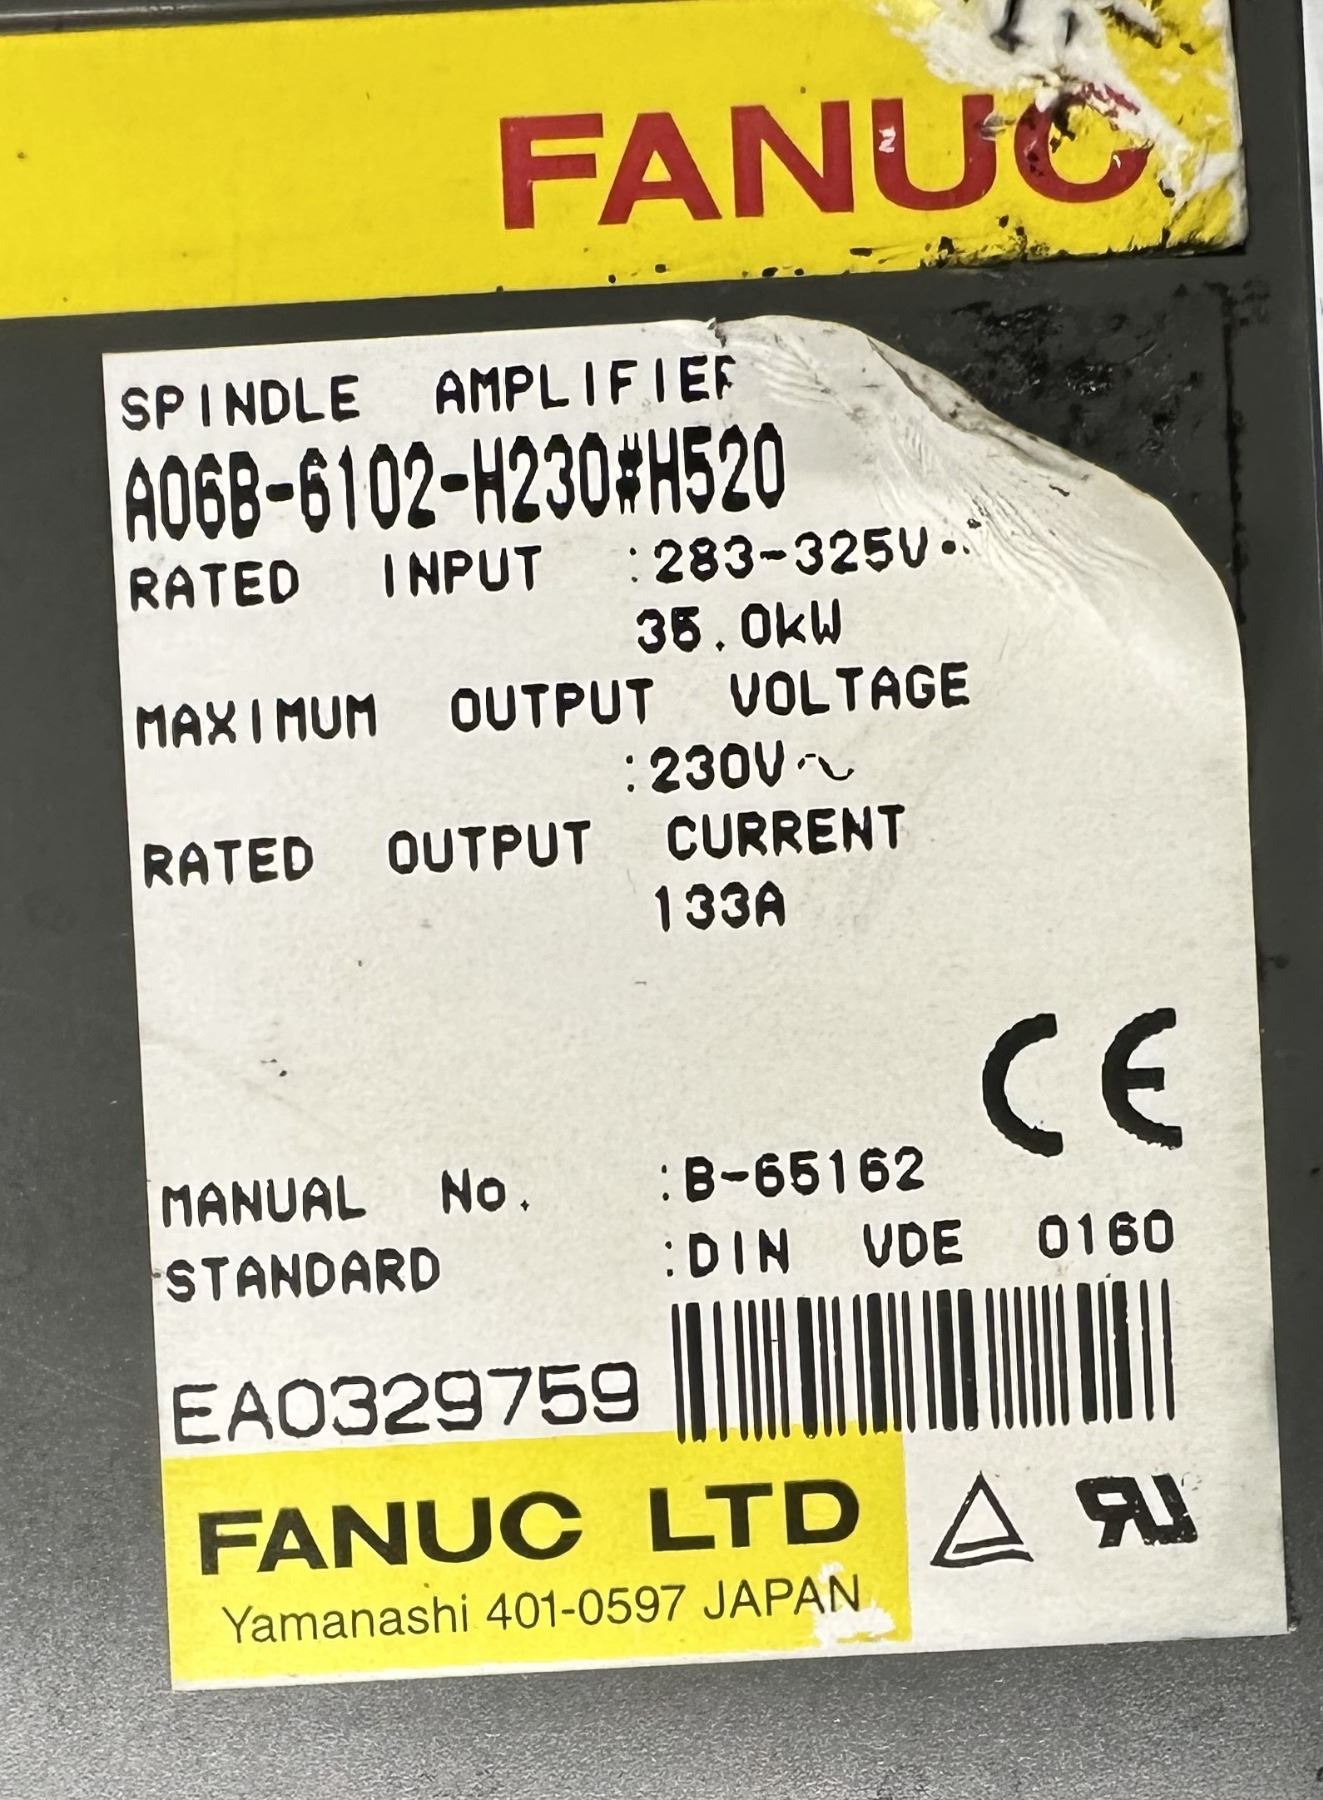 FANUC
SPINDLE AMPLIFIER
A06B-6102-H230#H520
RATED INPUT :283-325V
35.0kW
MAXIMUM OUTPUT VOLTAGE
:230V~
RATED OUTPUT CURRENT
133A
CE
MANUAL No. :B-65162
STANDARD :DIN VDE 0160
EA0329759
FANUC LTD
Yamanashi 401-0597 JAPAN